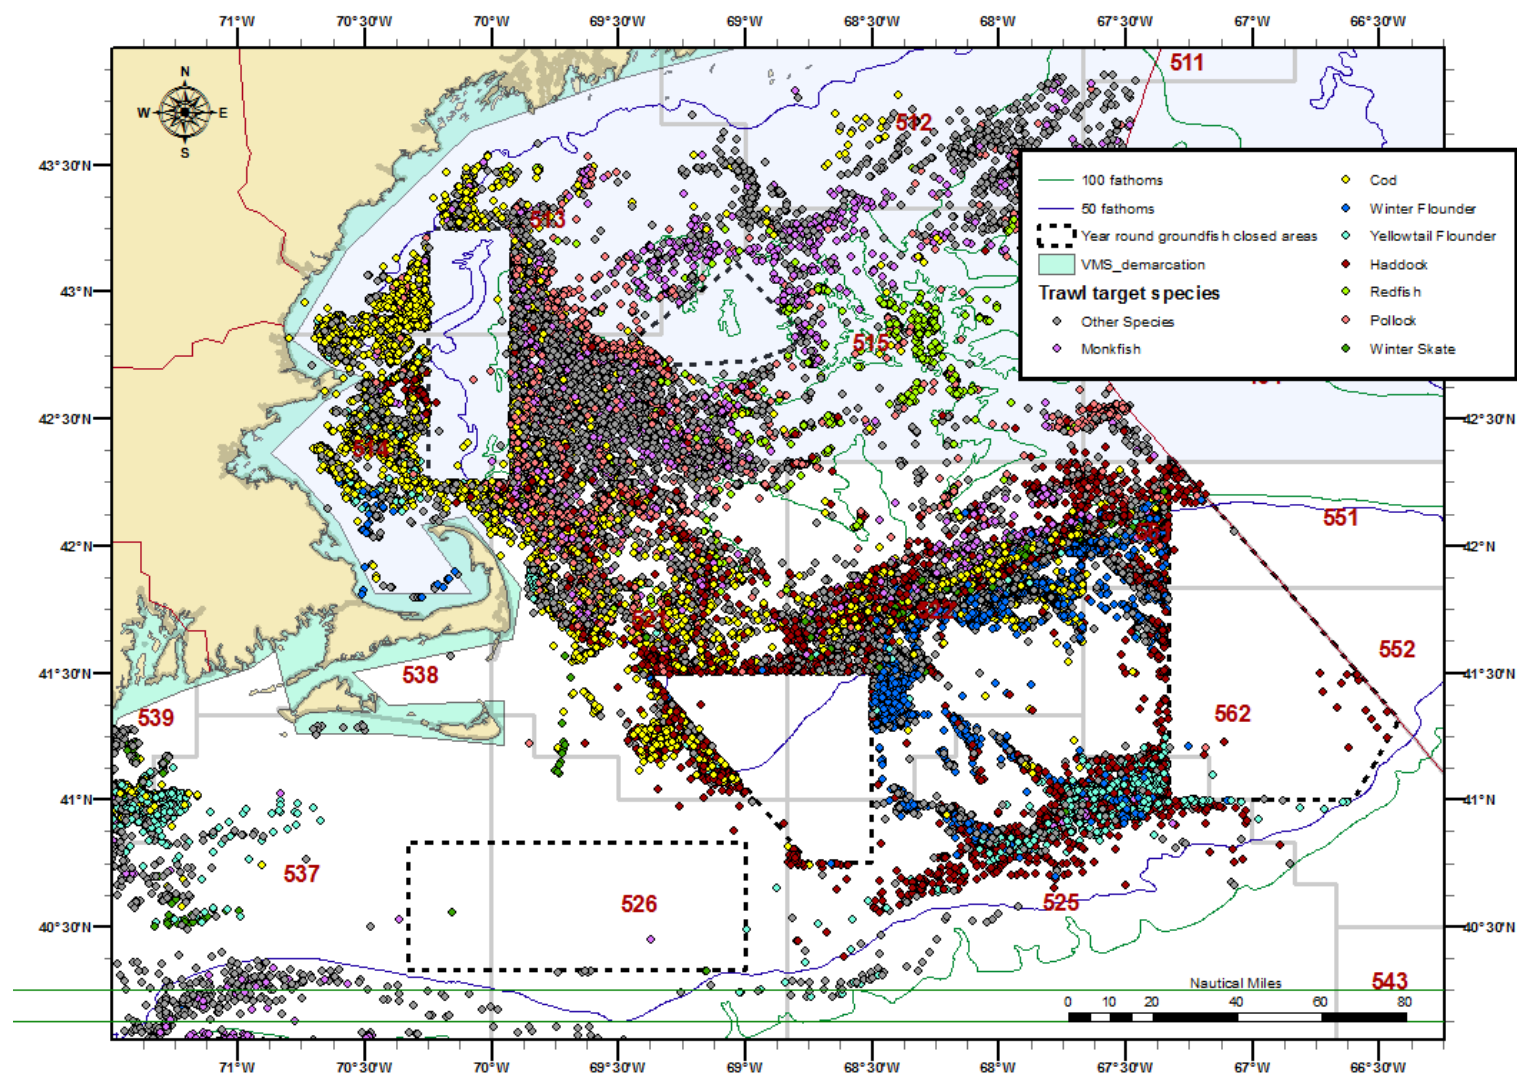 71°W 70°30'W 70°W 69°30'W 69°W 68°30'W 68°W 67°30'W 67°W 66°30'W
N
W E
S
511
512
43°30'N
513
100 fathoms
50 fathoms
Year round groundfish closed areas
VMS_demarcation
Trawl target species
Other Species
Monkfish
Cod
Winter Flounder
Yellowtail Flounder
Haddock
Redfish
Pollock
Winter Skate
43°N
515
42°30'N 42°30'N
514
551
42°N 42°N
521
552
41°30'N 41°30'N
538
539
562
41°N 41°N
537
526
525
40°30'N 40°30'N
543
Nautical Miles
0 10 20 40 60 80
71°W 70°30'W 70°W 69°30'W 69°W 68°30'W 68°W 67°30'W 67°W 66°30'W